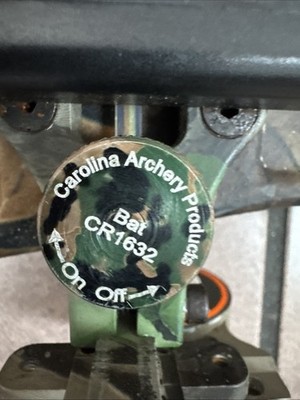 Carolina Archery Products
Bat
CR1632
On Off